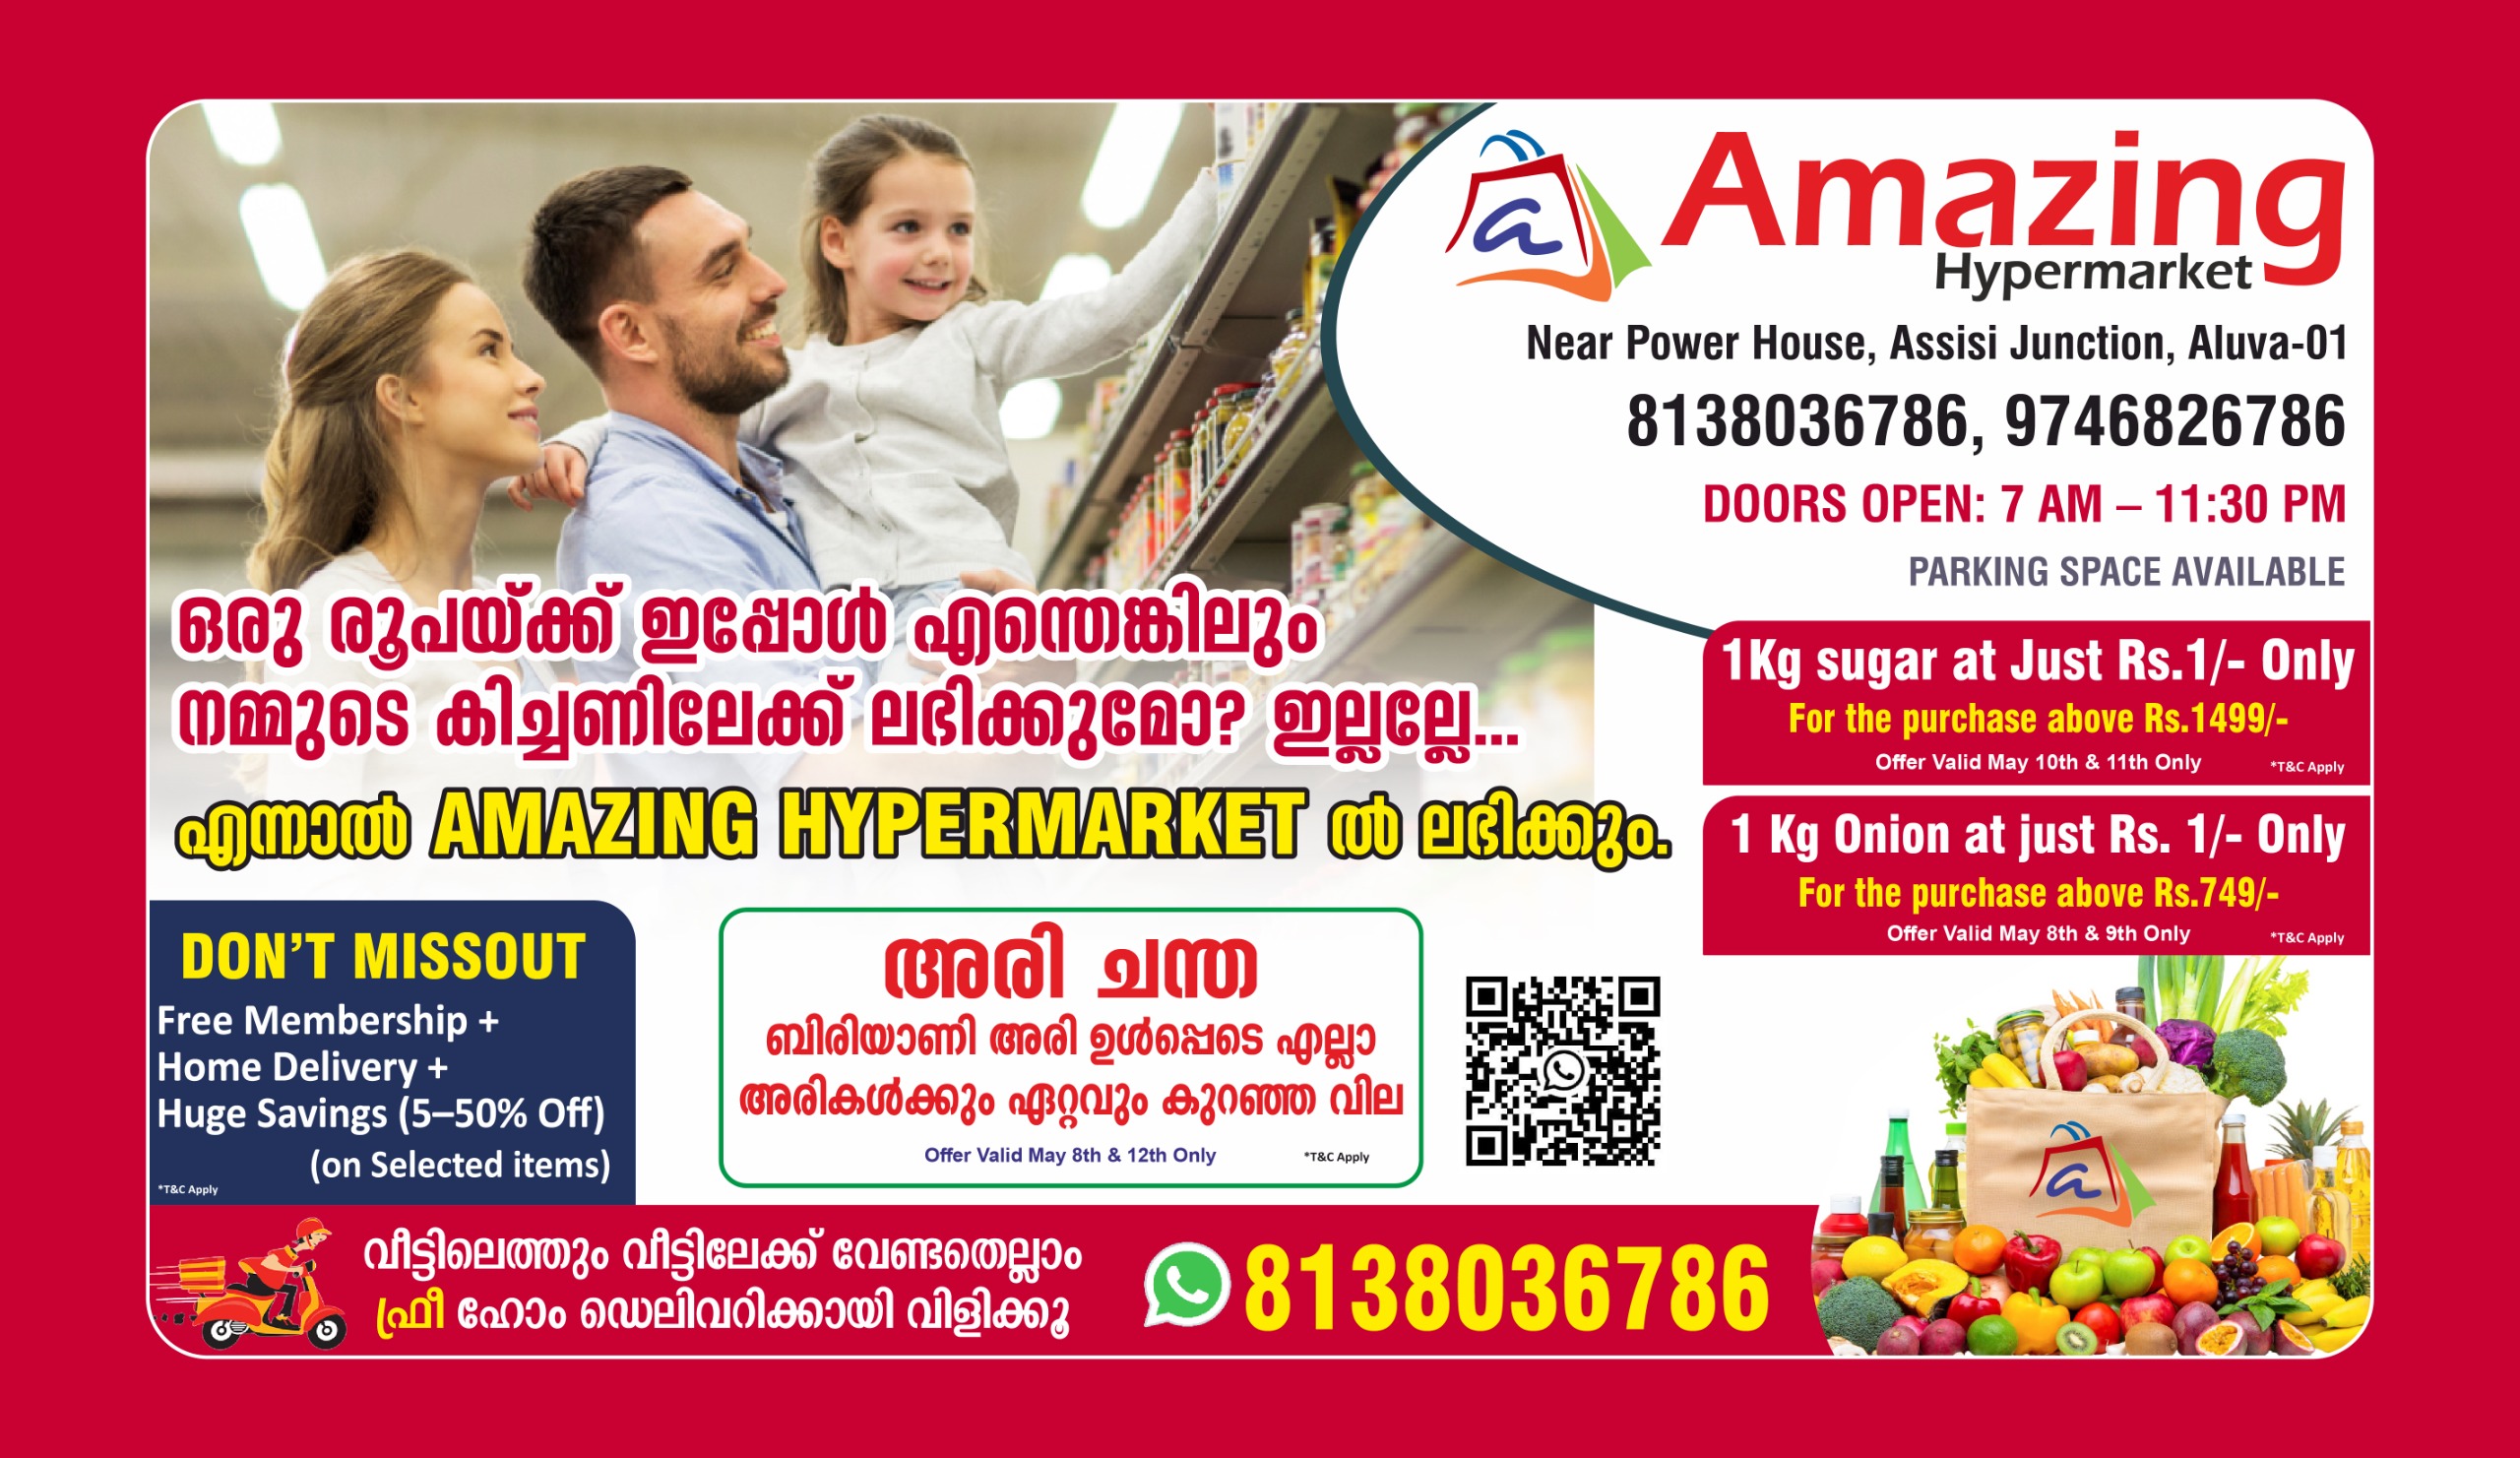 a Amazing
Hypermarket
Near Power House, Assisi Junction, Aluva-01
8138036786, 9746826786
DOORS OPEN: 7 AM – 11:30 PM
PARKING SPACE AVAILABLE
ഒരു രൂപയ്ക്ക് ഇപ്പോൾ എന്തെങ്കിലും
നമ്മുടെ കിച്ചണിലേക്ക് ലഭിക്കുമോ? ഇല്ലല്ലേ...
എന്നാൽ AMAZING HYPERMARKET ൽ ലഭിക്കും.
1Kg sugar at Just Rs.1/- Only
For the purchase above Rs.1499/-
Offer Valid May 10th & 11th Only *T&C Apply
1 Kg Onion at just Rs. 1/- Only
For the purchase above Rs.749/-
Offer Valid May 8th & 9th Only *T&C Apply
DON'T MISSOUT
Free Membership +
Home Delivery +
Huge Savings (5–50% Off)
(on Selected items)
*T&C Apply
അരി ചന്ത
ബിരിയാണി അരി ഉൾപ്പെടെ എല്ലാ
അരികൾക്കും ഏറ്റവും കുറഞ്ഞ വില
Offer Valid May 8th & 12th Only *T&C Apply
a
വീട്ടിലെത്തും വീട്ടിലേക്ക് വേണ്ടതെല്ലാം
ഫ്രീ ഹോം ഡെലിവറിക്കായി വിളിക്കൂ
8138036786